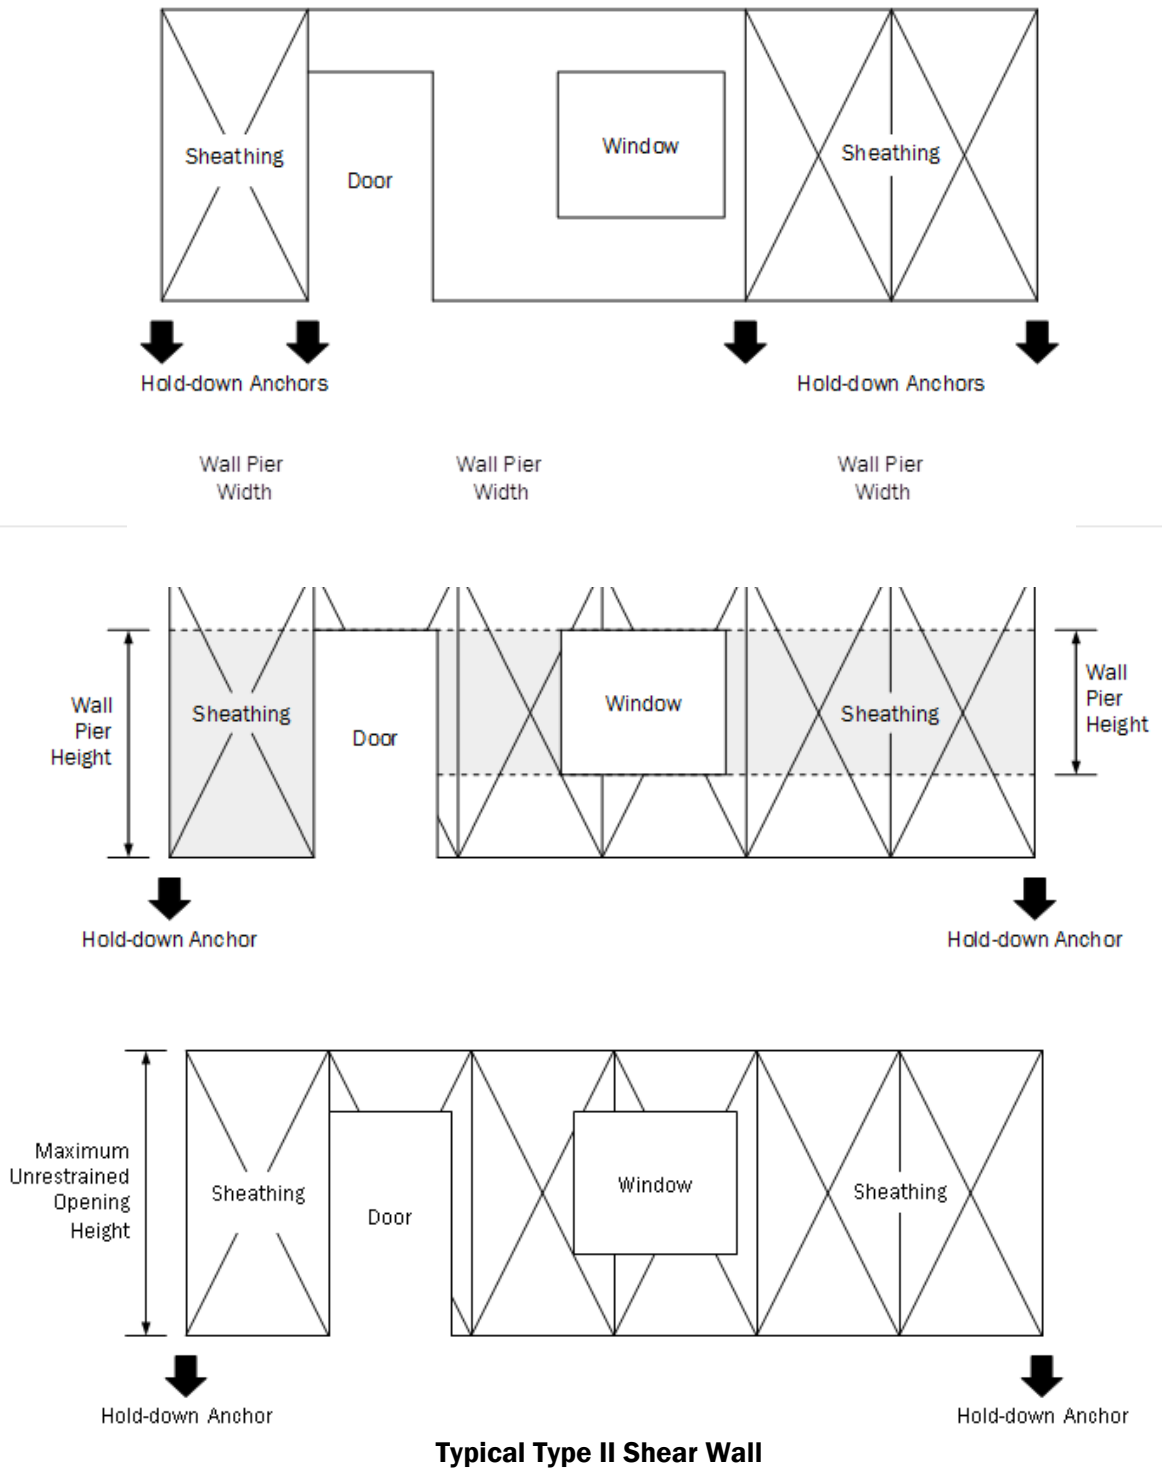 Sheathing
Door
Window
Sheathing
Hold-down Anchors
Hold-down Anchors
Wall Pier
Width
Wall Pier
Width
Wall Pier
Width
Wall
Pier
Height
Sheathing
Door
Window
Sheathing
Wall
Pier
Height
Hold-down Anchor
Hold-down Anchor
Maximum
Unrestrained
Opening
Height
Sheathing
Door
Window
Sheathing
Hold-down Anchor
Hold-down Anchor
Typical Type II Shear Wall